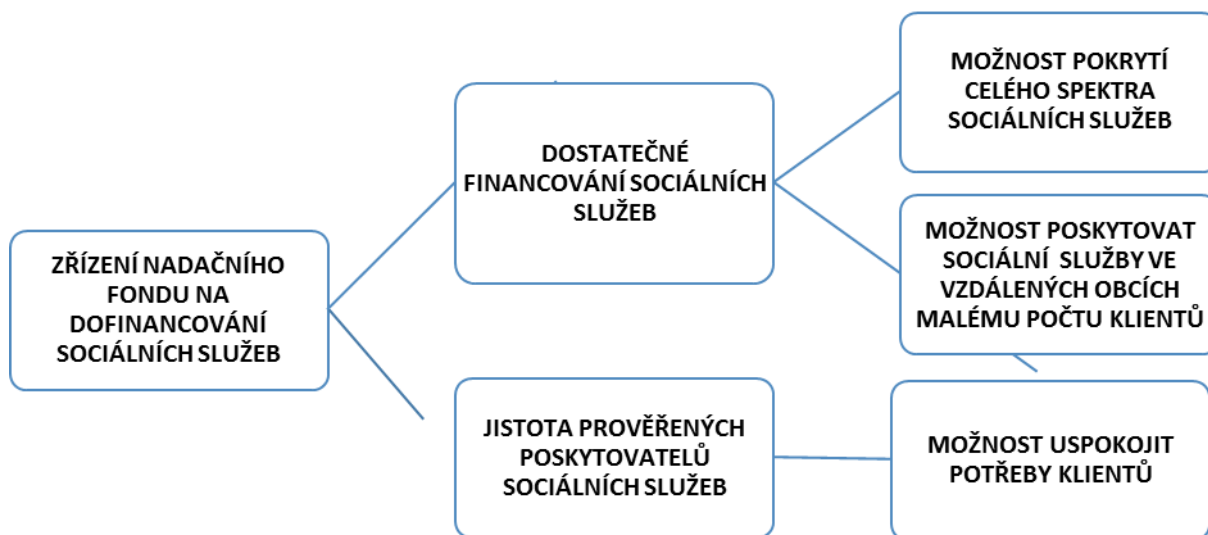 ZŘÍZENÍ NADAČNÍHO
FONDU NA
DOFINANCOVÁNÍ
SOCIÁLNÍCH SLUŽEB
DOSTATEČNÉ
FINANCOVÁNÍ SOCIÁLNÍCH
SLUŽEB
JISTOTA PROVĚŘENÝCH
POSKYTOVATELŮ
SOCIÁLNÍCH SLUŽEB
MOŽNOST POKRYTÍ
CELÉHO SPEKTRA
SOCIÁLNÍCH SLUŽEB
MOŽNOST POSKYTOVAT
SOCIÁLNÍ SLUŽBY VE
VZDÁLENÝCH OBCÍCH
MALÉMU POČTU KLIENTŮ
MOŽNOST USPOKOJIT
POTŘEBY KLIENTŮ